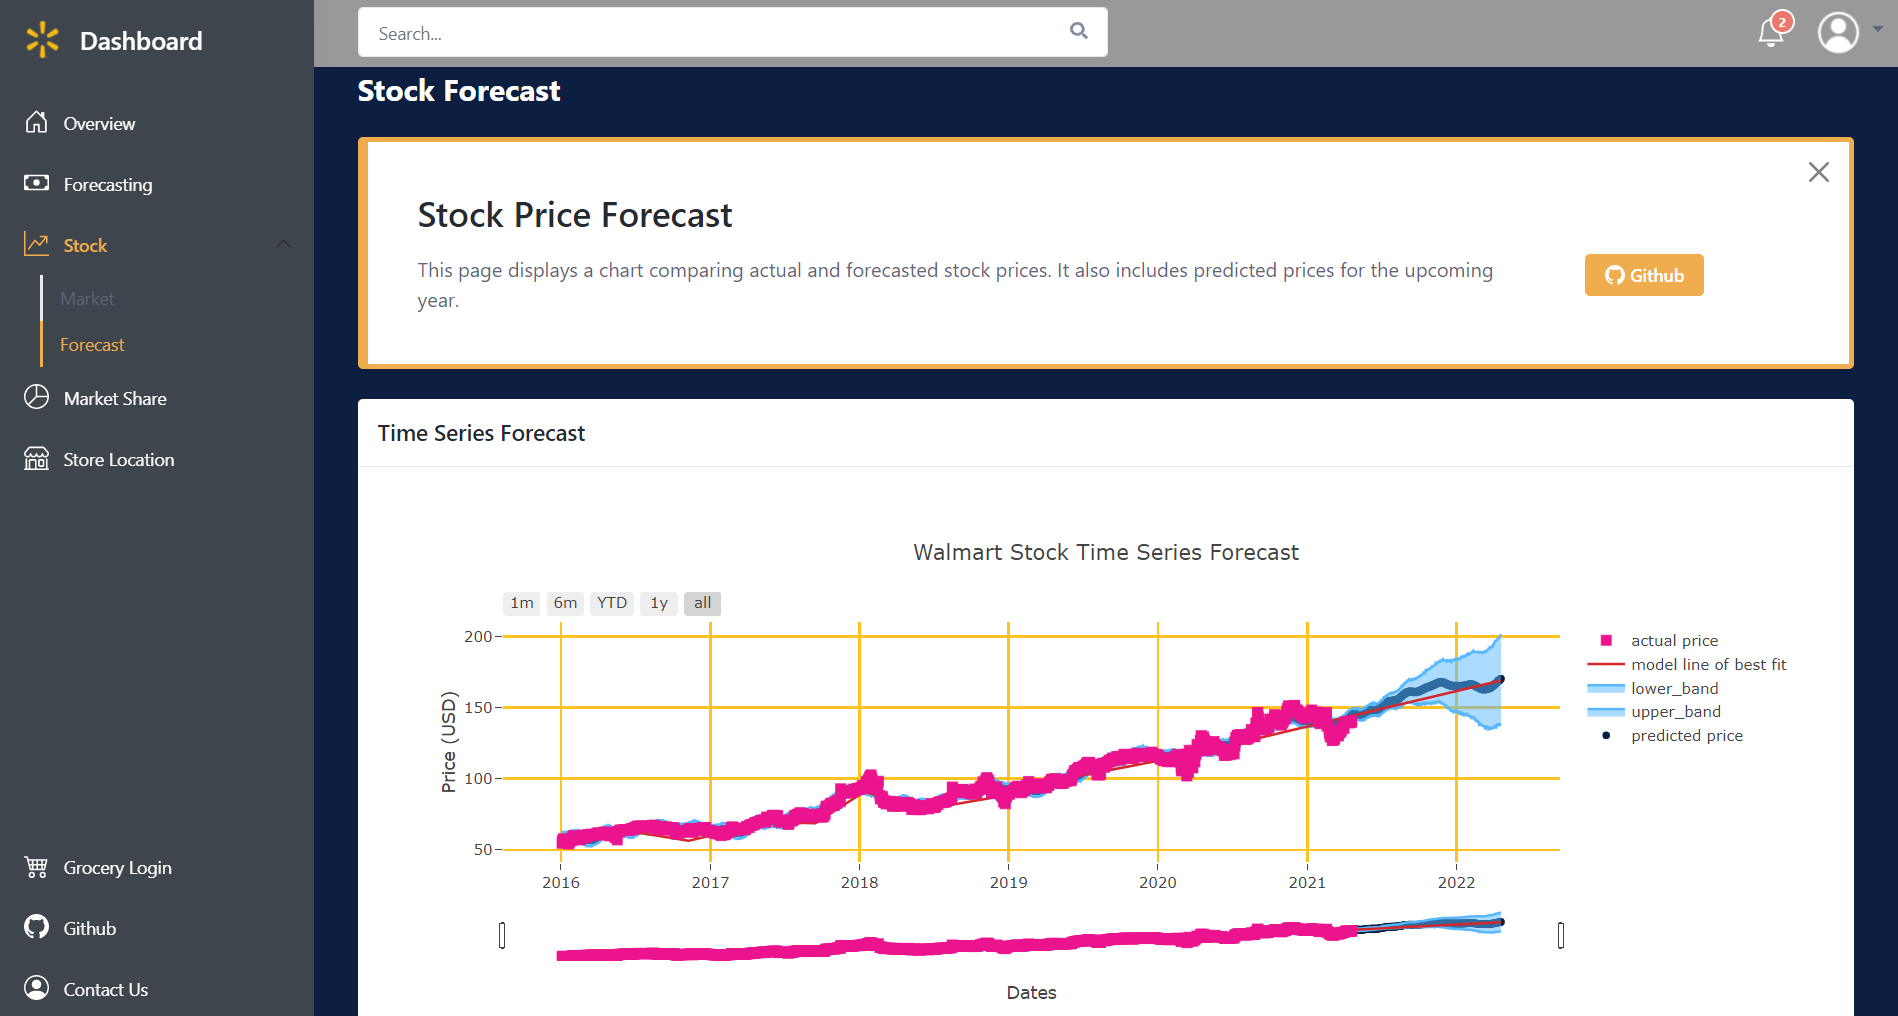 Dashboard
Search...
2
Overview
Forecasting
Stock
Market
Forecast
Market Share
Store Location
Grocery Login
Github
Contact Us
Stock Forecast
Stock Price Forecast
This page displays a chart comparing actual and forecasted stock prices. It also includes predicted prices for the upcoming
year.
Github
Time Series Forecast
Walmart Stock Time Series Forecast
1m 6m YTD 1y all
200
150
100
50
Price (USD)
2016 2017 2018 2019 2020 2021 2022
Dates
actual price
model line of best fit
lower_band
upper_band
predicted price